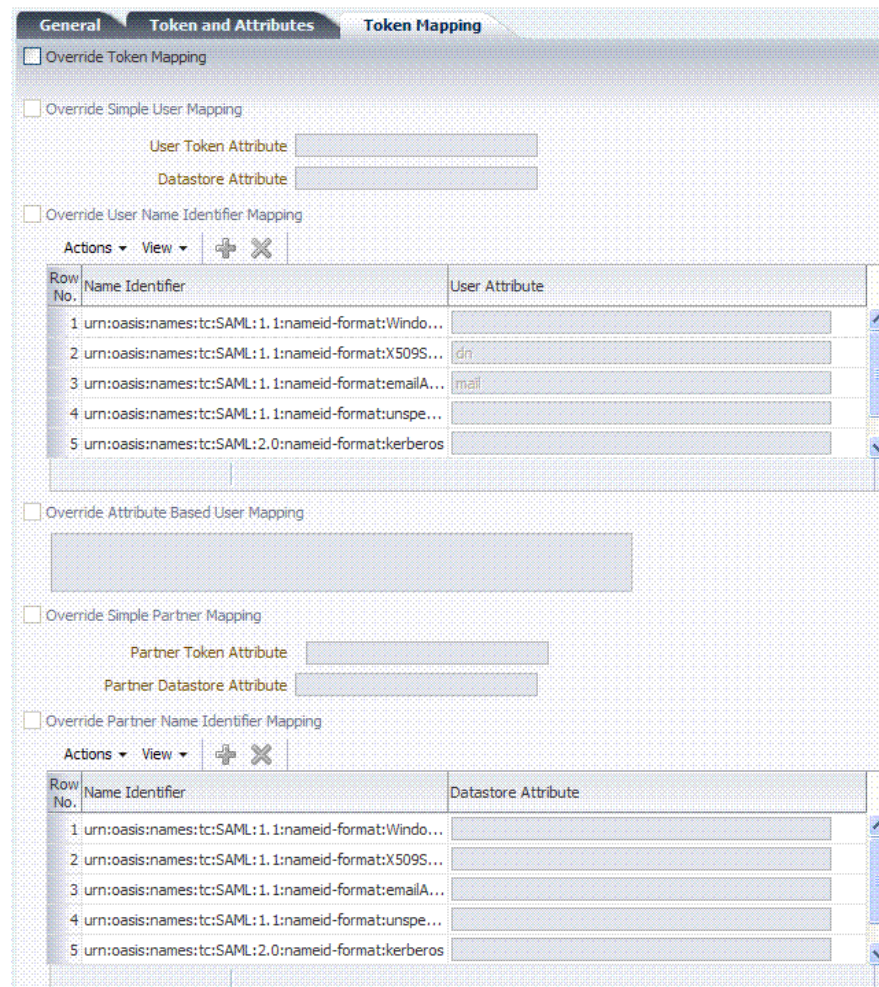 General Token and Attributes Token Mapping
Override Token Mapping
Override Simple User Mapping
User Token Attribute
Datastore Attribute
Override User Name Identifier Mapping
Actions View
Row No. Name Identifier User Attribute
1 urn:oasis:names:tc:SAML:1.1:nameid-format:Windo...
2 urn:oasis:names:tc:SAML:1.1:nameid-format:X509S... dn
3 urn:oasis:names:tc:SAML:1.1:nameid-format:emailA... mail
4 urn:oasis:names:tc:SAML:1.1:nameid-format:unspe...
5 urn:oasis:names:tc:SAML:2.0:nameid-format:kerberos
Override Attribute Based User Mapping
Override Simple Partner Mapping
Partner Token Attribute
Partner Datastore Attribute
Override Partner Name Identifier Mapping
Actions View
Row No. Name Identifier Datastore Attribute
1 urn:oasis:names:tc:SAML:1.1:nameid-format:Windo...
2 urn:oasis:names:tc:SAML:1.1:nameid-format:X509S...
3 urn:oasis:names:tc:SAML:1.1:nameid-format:emailA...
4 urn:oasis:names:tc:SAML:1.1:nameid-format:unspe...
5 urn:oasis:names:tc:SAML:2.0:nameid-format:kerberos